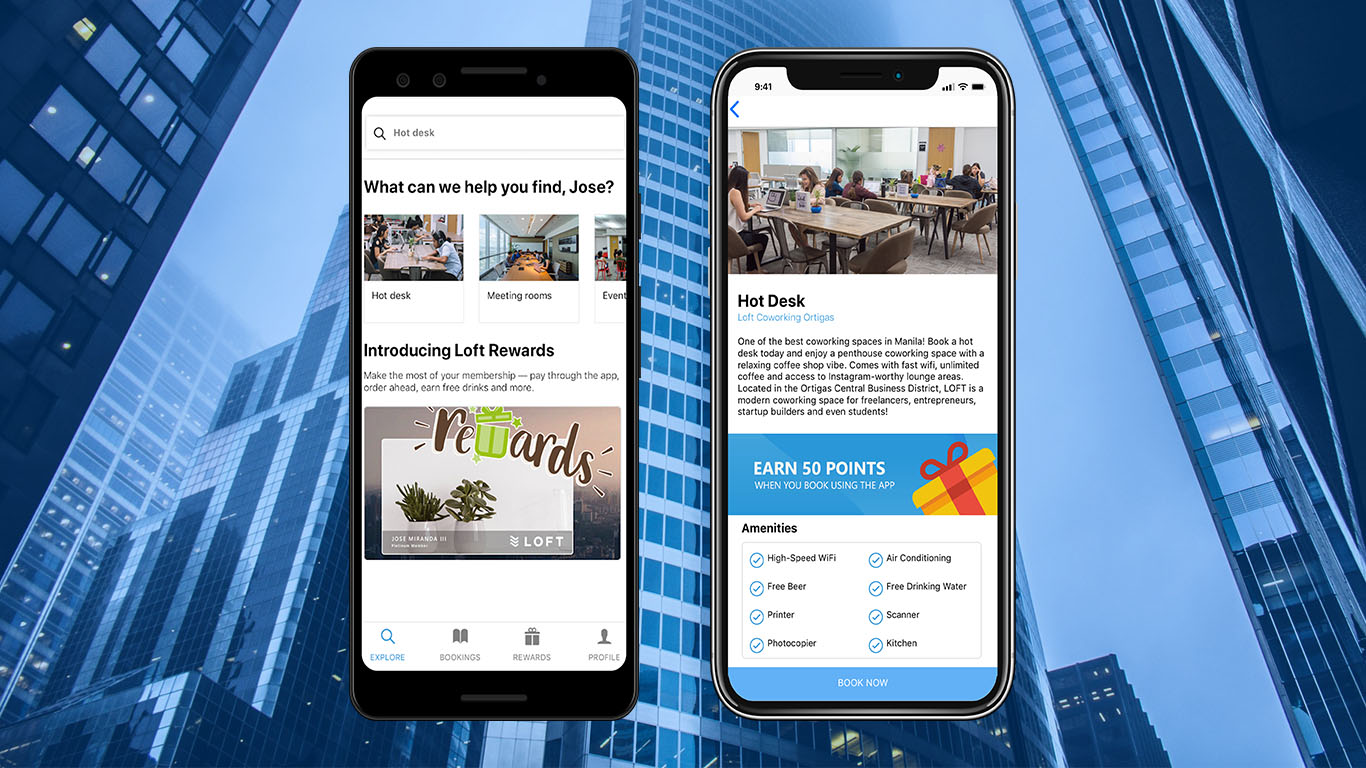 Hot desk
What can we help you find, Jose?
Hot desk
Meeting rooms
Event
Introducing Loft Rewards
Make the most of your membership — pay through the app,
order ahead, earn free drinks and more.
rewards
JOSE MIRANDA III
Platinum Member
LOFT
EXPLORE
BOOKINGS
REWARDS
PROFILE
9:41
Hot Desk
Loft Coworking Ortigas
One of the best coworking spaces in Manila! Book a hot
desk today and enjoy a penthouse coworking space with a
relaxing coffee shop vibe. Comes with fast wifi, unlimited
coffee and access to Instagram-worthy lounge areas.
Located in the Ortigas Central Business District, LOFT is a
modern coworking space for freelancers, entrepreneurs,
startup builders and even students!
EARN 50 POINTS
WHEN YOU BOOK USING THE APP
Amenities
High-Speed WiFi
Air Conditioning
Free Beer
Free Drinking Water
Printer
Scanner
Photocopier
Kitchen
BOOK NOW